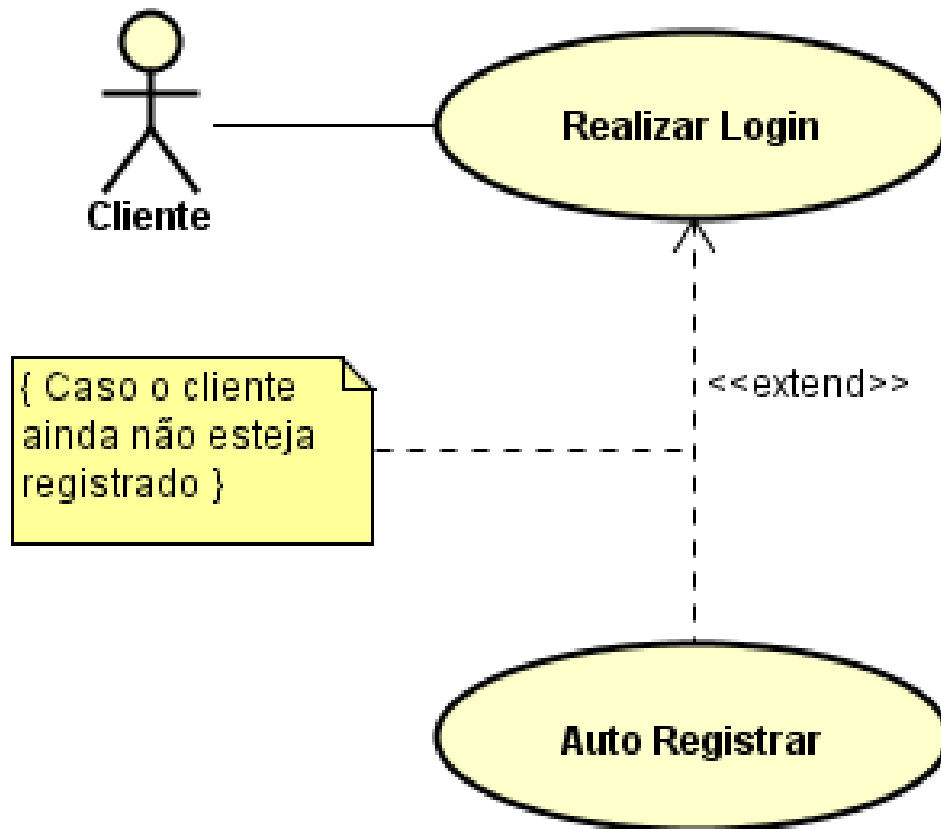 Realizar Login
Cliente
{ Caso o cliente
ainda não esteja
registrado }
<<extend>>
Auto Registrar